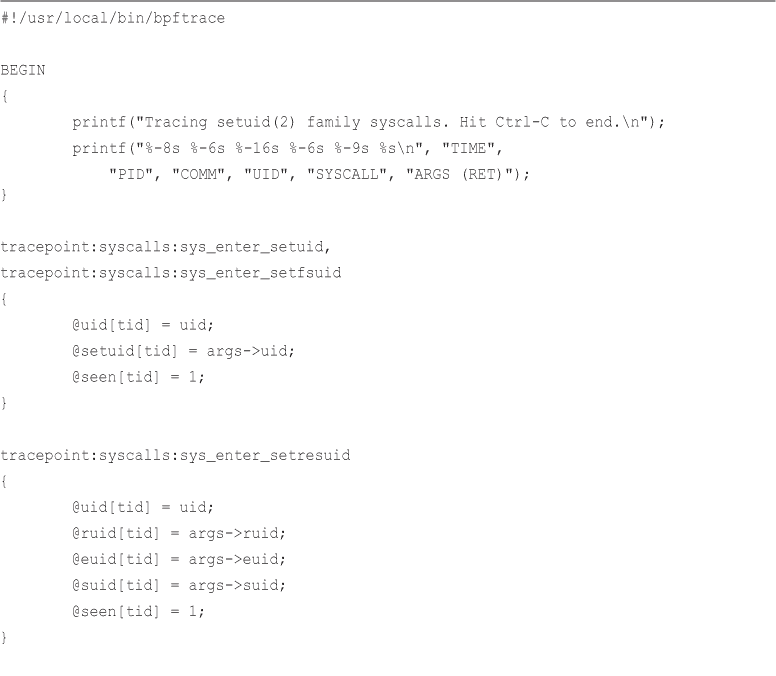 #!/usr/local/bin/bpftrace
BEGIN
{
printf("Tracing setuid(2) family syscalls. Hit Ctrl-C to end.\n");
printf("%-8s %-6s %-16s %-6s %-9s %s\n", "TIME",
"PID", "COMM", "UID", "SYSCALL", "ARGS (RET)");
}
tracepoint:syscalls:sys_enter_setuid,
tracepoint:syscalls:sys_enter_setfsuid
{
@uid[tid] = uid;
@setuid[tid] = args->uid;
@seen[tid] = 1;
}
tracepoint:syscalls:sys_enter_setresuid
{
@uid[tid] = uid;
@ruid[tid] = args->ruid;
@euid[tid] = args->euid;
@suid[tid] = args->suid;
@seen[tid] = 1;
}